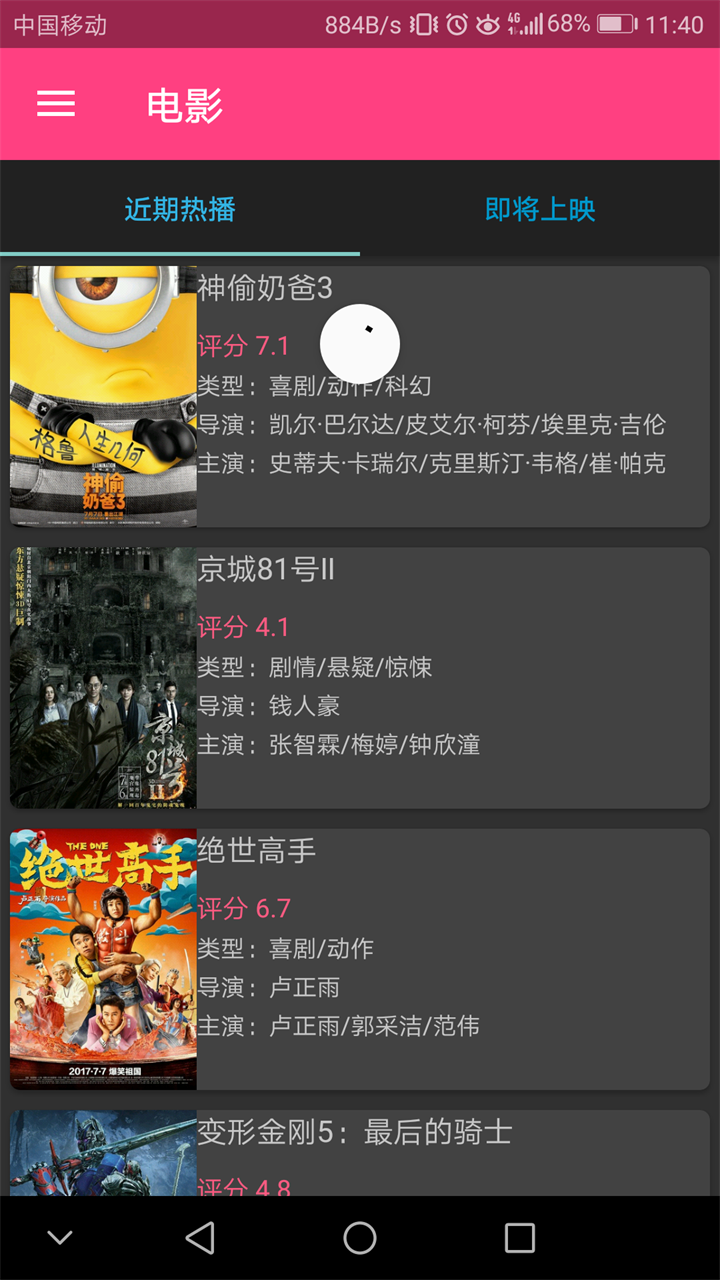 中国移动 884B/s 4G 68% 11:40
电影
近期热播 即将上映
神偷奶爸3
评分 7.1
类型：喜剧/动作/科幻
导演：凯尔·巴尔达/皮艾尔·柯芬/埃里克·吉伦
主演：史蒂夫·卡瑞尔/克里斯汀·韦格/崔·帕克
格鲁 人生几何
神偷
奶爸3
京城81号II
评分 4.1
类型：剧情/悬疑/惊悚
导演：钱人豪
主演：张智霖/梅婷/钟欣潼
东方悬疑惊悚3D巨制
京城
81号
II
绝世高手
评分 6.7
类型：喜剧/动作
导演：卢正雨
主演：卢正雨/郭采洁/范伟
THE ONE
绝世高手
2017·7·7 爆笑祖国
变形金刚5：最后的骑士
评分 4.8